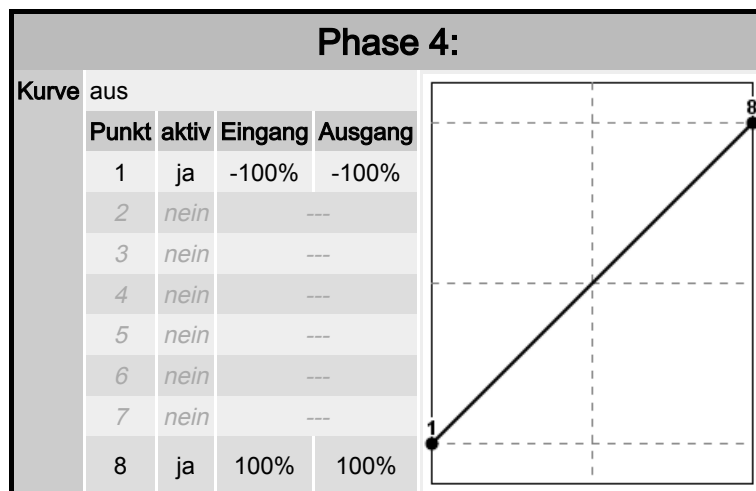 Phase 4:
Kurve aus
Punkt aktiv Eingang Ausgang
1 ja -100% -100%
2 nein ---
3 nein ---
4 nein ---
5 nein ---
6 nein ---
7 nein ---
8 ja 100% 100%
8
1